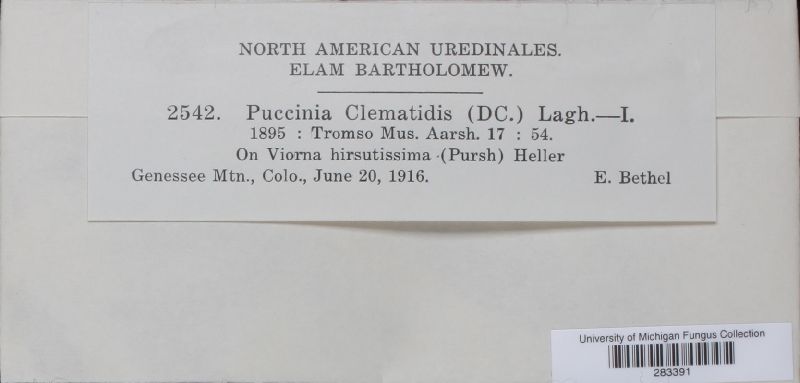 NORTH AMERICAN UREDINALES.
ELAM BARTHOLOMEW.
2542. Puccinia Clematidis (DC.) Lagh.—I.
1895 : Tromso Mus. Aarsh. 17 : 54.
On Viorna hirsutissima (Pursh) Heller
Genessee Mtn., Colo., June 20, 1916. E. Bethel
University of Michigan Fungus Collection
283391